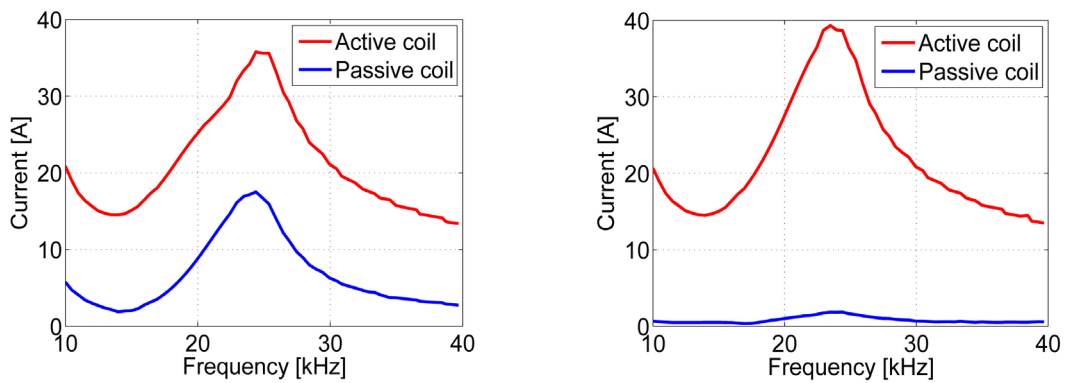 40
30
20
10
0
Current [A]
Active coil
Passive coil
10 20 30 40
Frequency [kHz]
40
30
20
10
0
Current [A]
Active coil
Passive coil
10 20 30 40
Frequency [kHz]